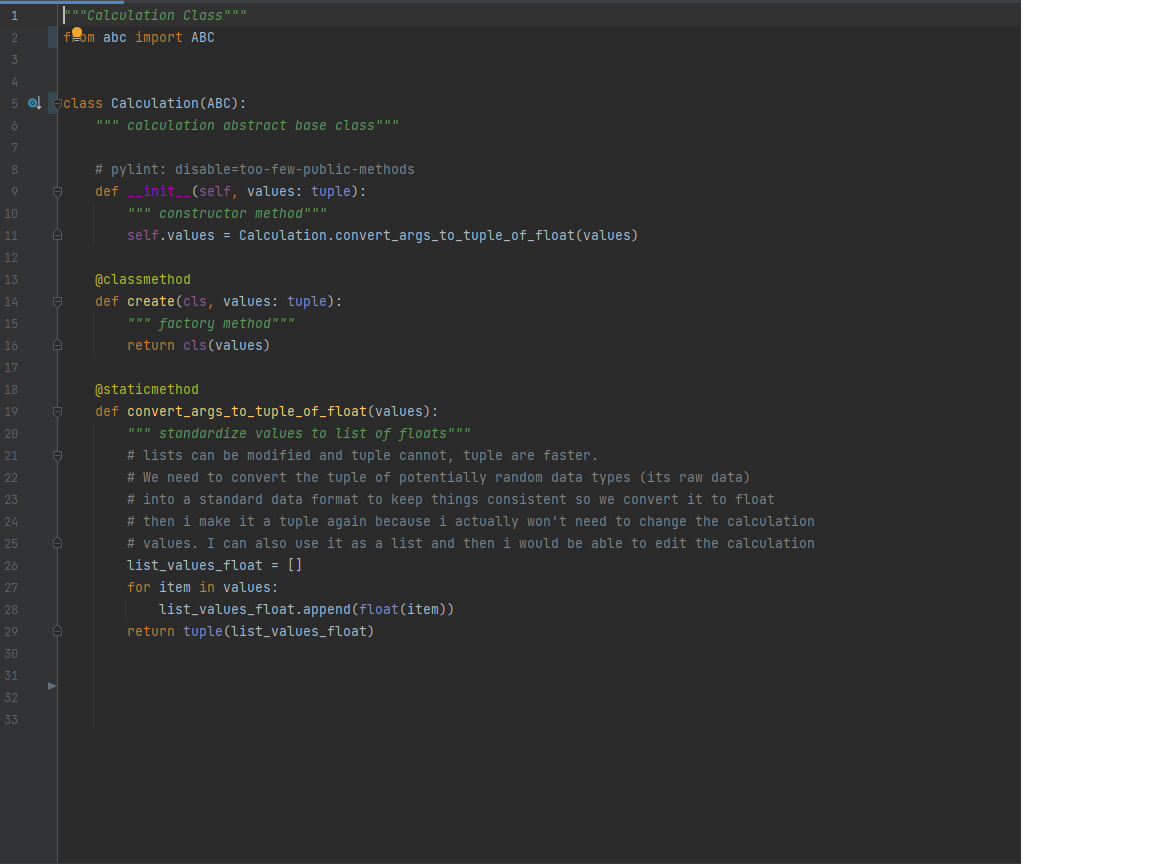 1 """Calculation Class"""
2 from abc import ABC
3
4
5 class Calculation(ABC):
6 """ calculation abstract base class"""
7
8 # pylint: disable=too-few-public-methods
9 def __init__(self, values: tuple):
10 """ constructor method"""
11 self.values = Calculation.convert_args_to_tuple_of_float(values)
12
13 @classmethod
14 def create(cls, values: tuple):
15 """ factory method"""
16 return cls(values)
17
18 @staticmethod
19 def convert_args_to_tuple_of_float(values):
20 """ standardize values to list of floats"""
21 # lists can be modified and tuple cannot, tuple are faster.
22 # We need to convert the tuple of potentially random data types (its raw data)
23 # into a standard data format to keep things consistent so we convert it to float
24 # then i make it a tuple again because i actually won't need to change the calculation
25 # values. I can also use it as a list and then i would be able to edit the calculation
26 list_values_float = []
27 for item in values:
28 list_values_float.append(float(item))
29 return tuple(list_values_float)
30
31
32
33